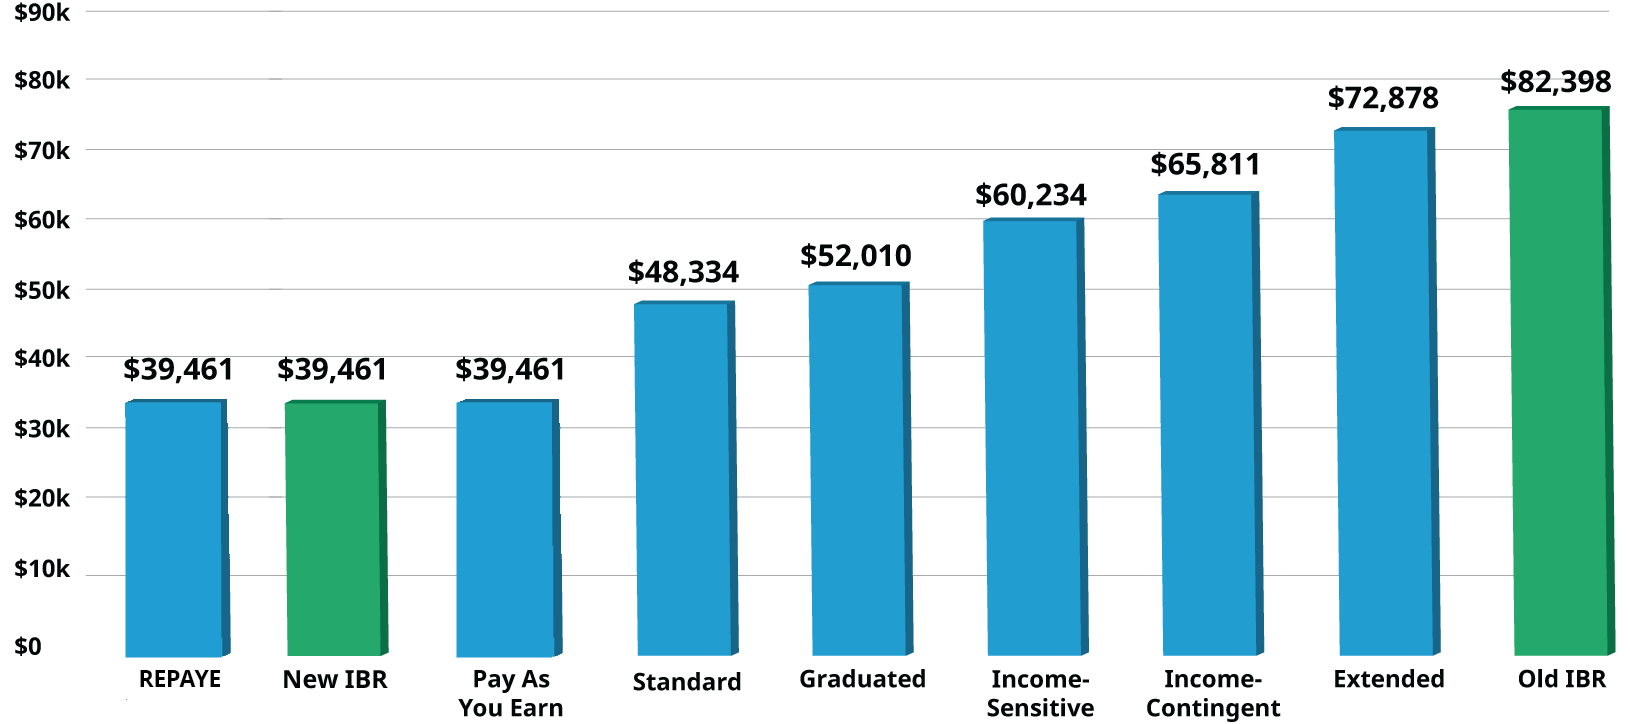 $90k
$80k
$70k
$60k
$50k
$40k
$30k
$20k
$10k
$0
$39,461
$39,461
$39,461
$48,334
$52,010
$60,234
$65,811
$72,878
$82,398
REPAYE
New IBR
Pay As
You Earn
Standard
Graduated
Income-
Sensitive
Income-
Contingent
Extended
Old IBR